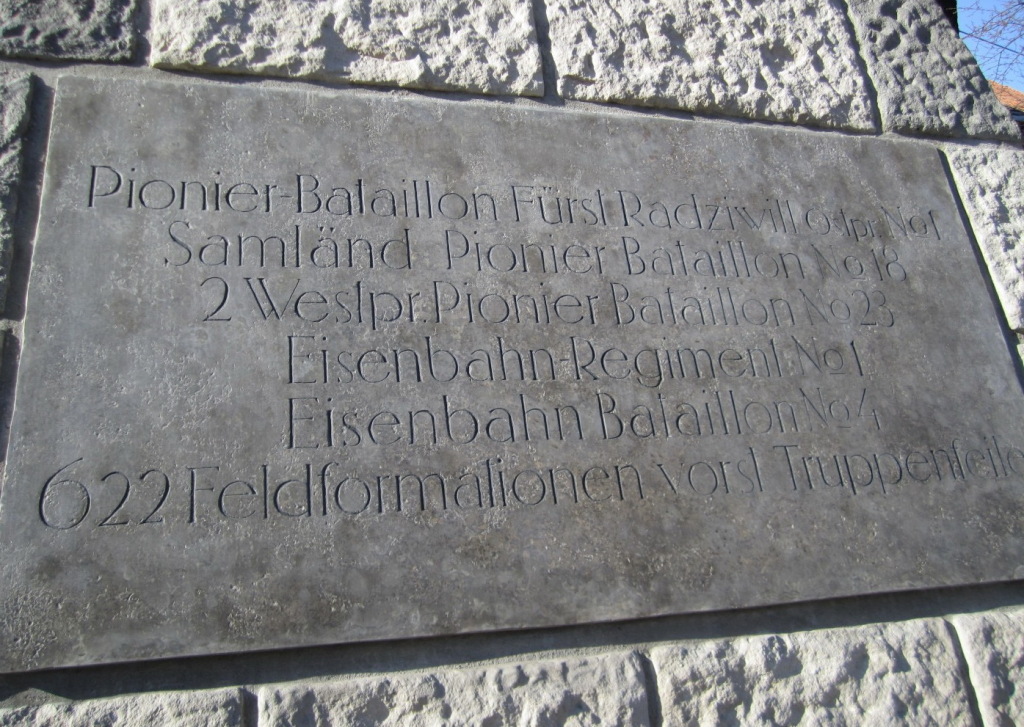 Pionier-Bataillon Fürst Radziwill Ostpr. No 1
Samländ. Pionier Bataillon No 18
2 Westpr. Pionier Bataillon No 23
Eisenbahn-Regiment No 1
Eisenbahn Bataillon No 4
622 Feldformationen vorst Truppenteile